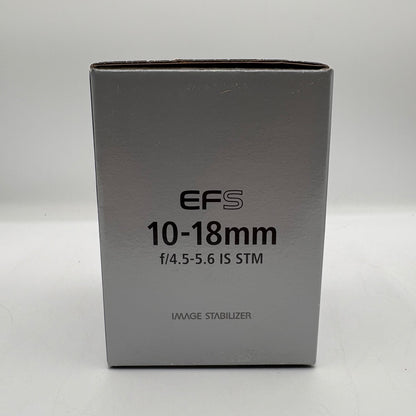 EFS
10-18mm
f/4.5-5.6 IS STM
IMAGE STABILIZER